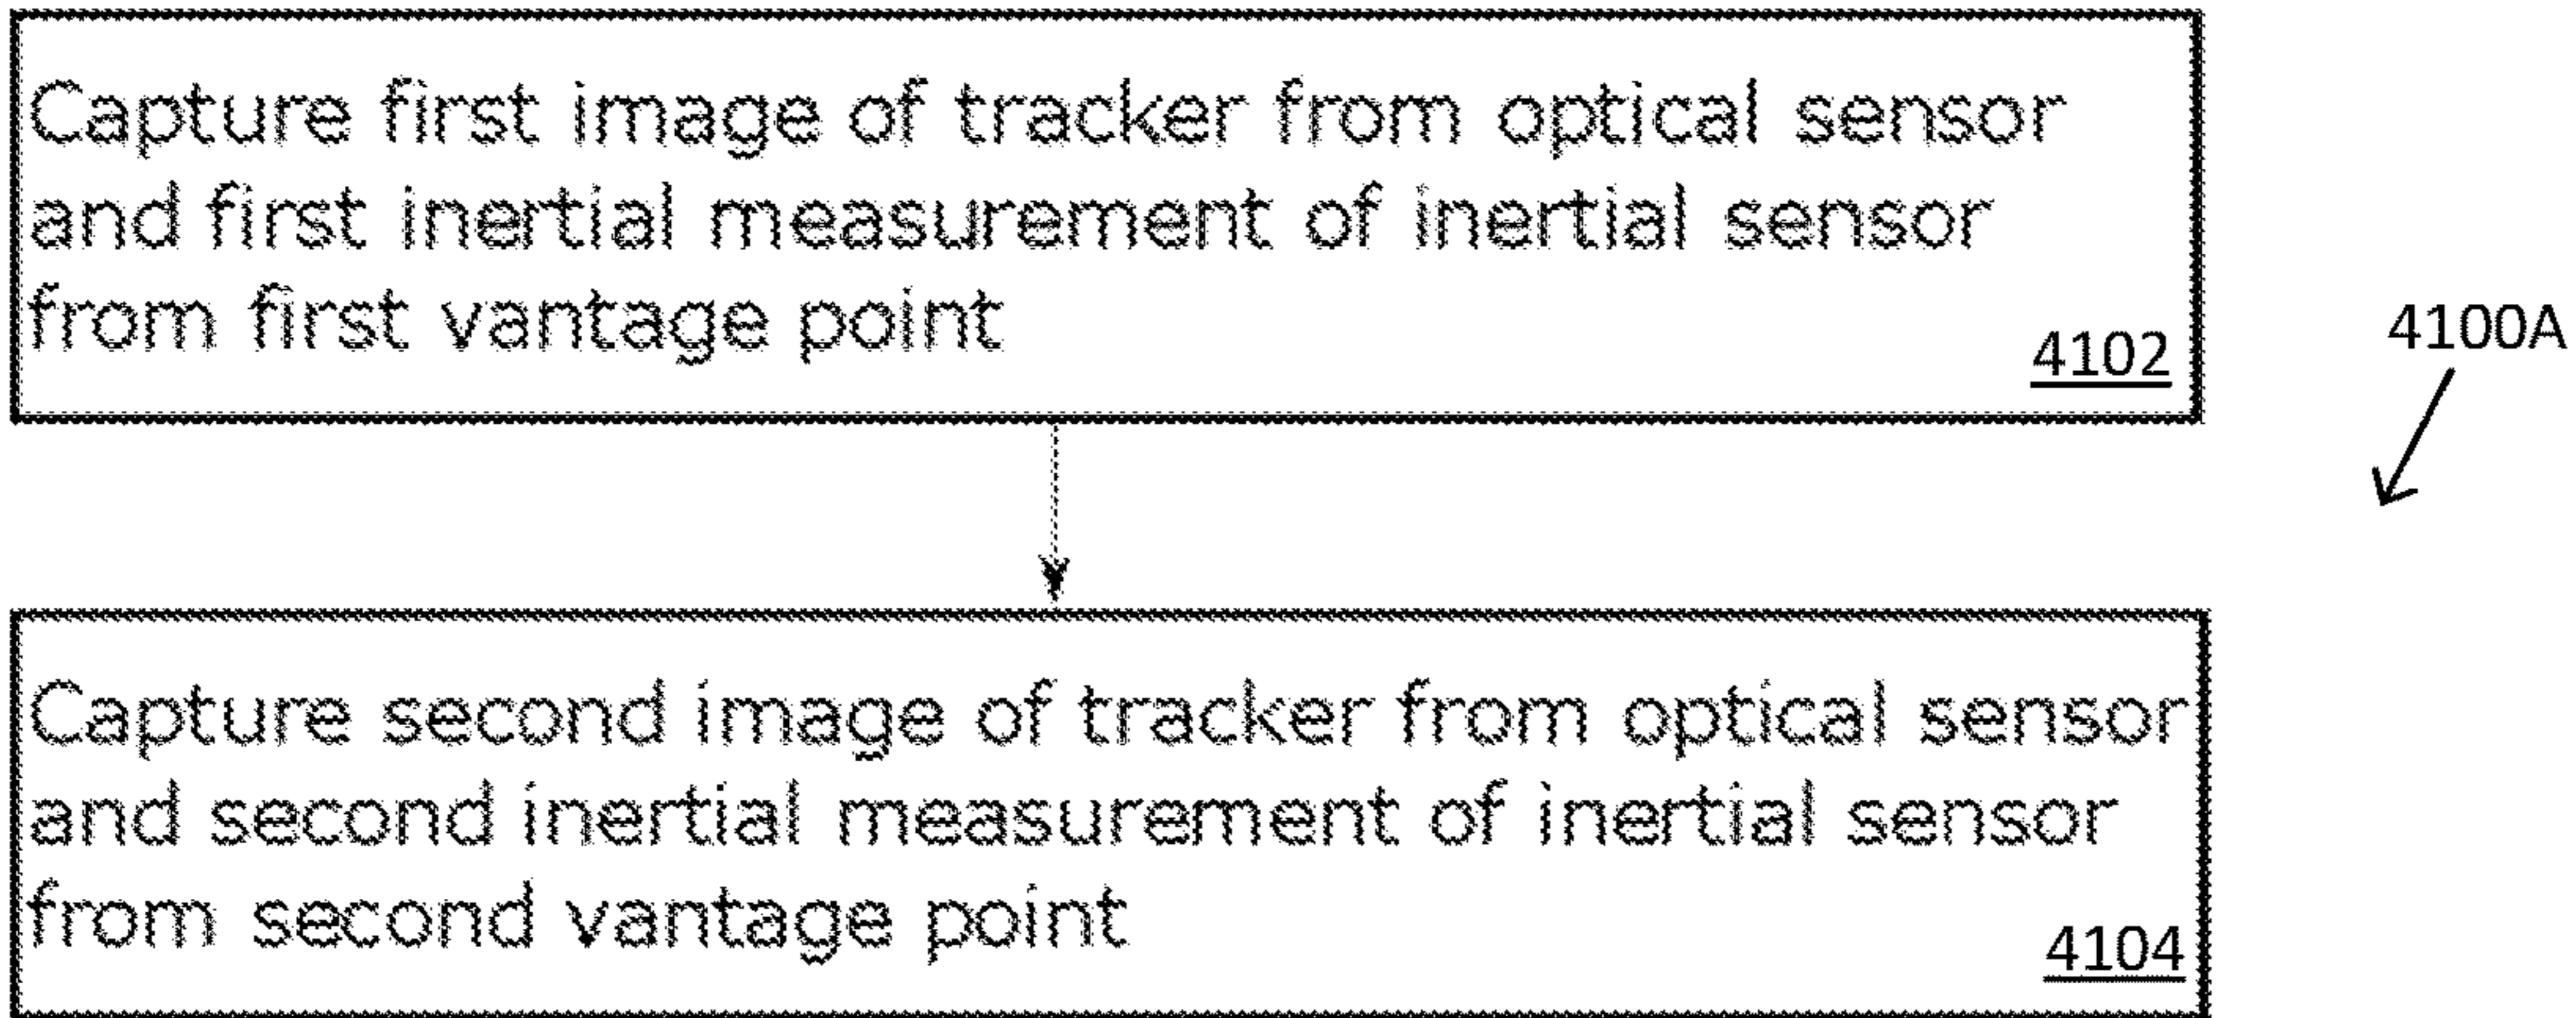 Capture first image of tracker from optical sensor
and first inertial measurement of inertial sensor
from first vantage point
4102
4100A
Capture second image of tracker from optical sensor
and second inertial measurement of inertial sensor
from second vantage point
4104